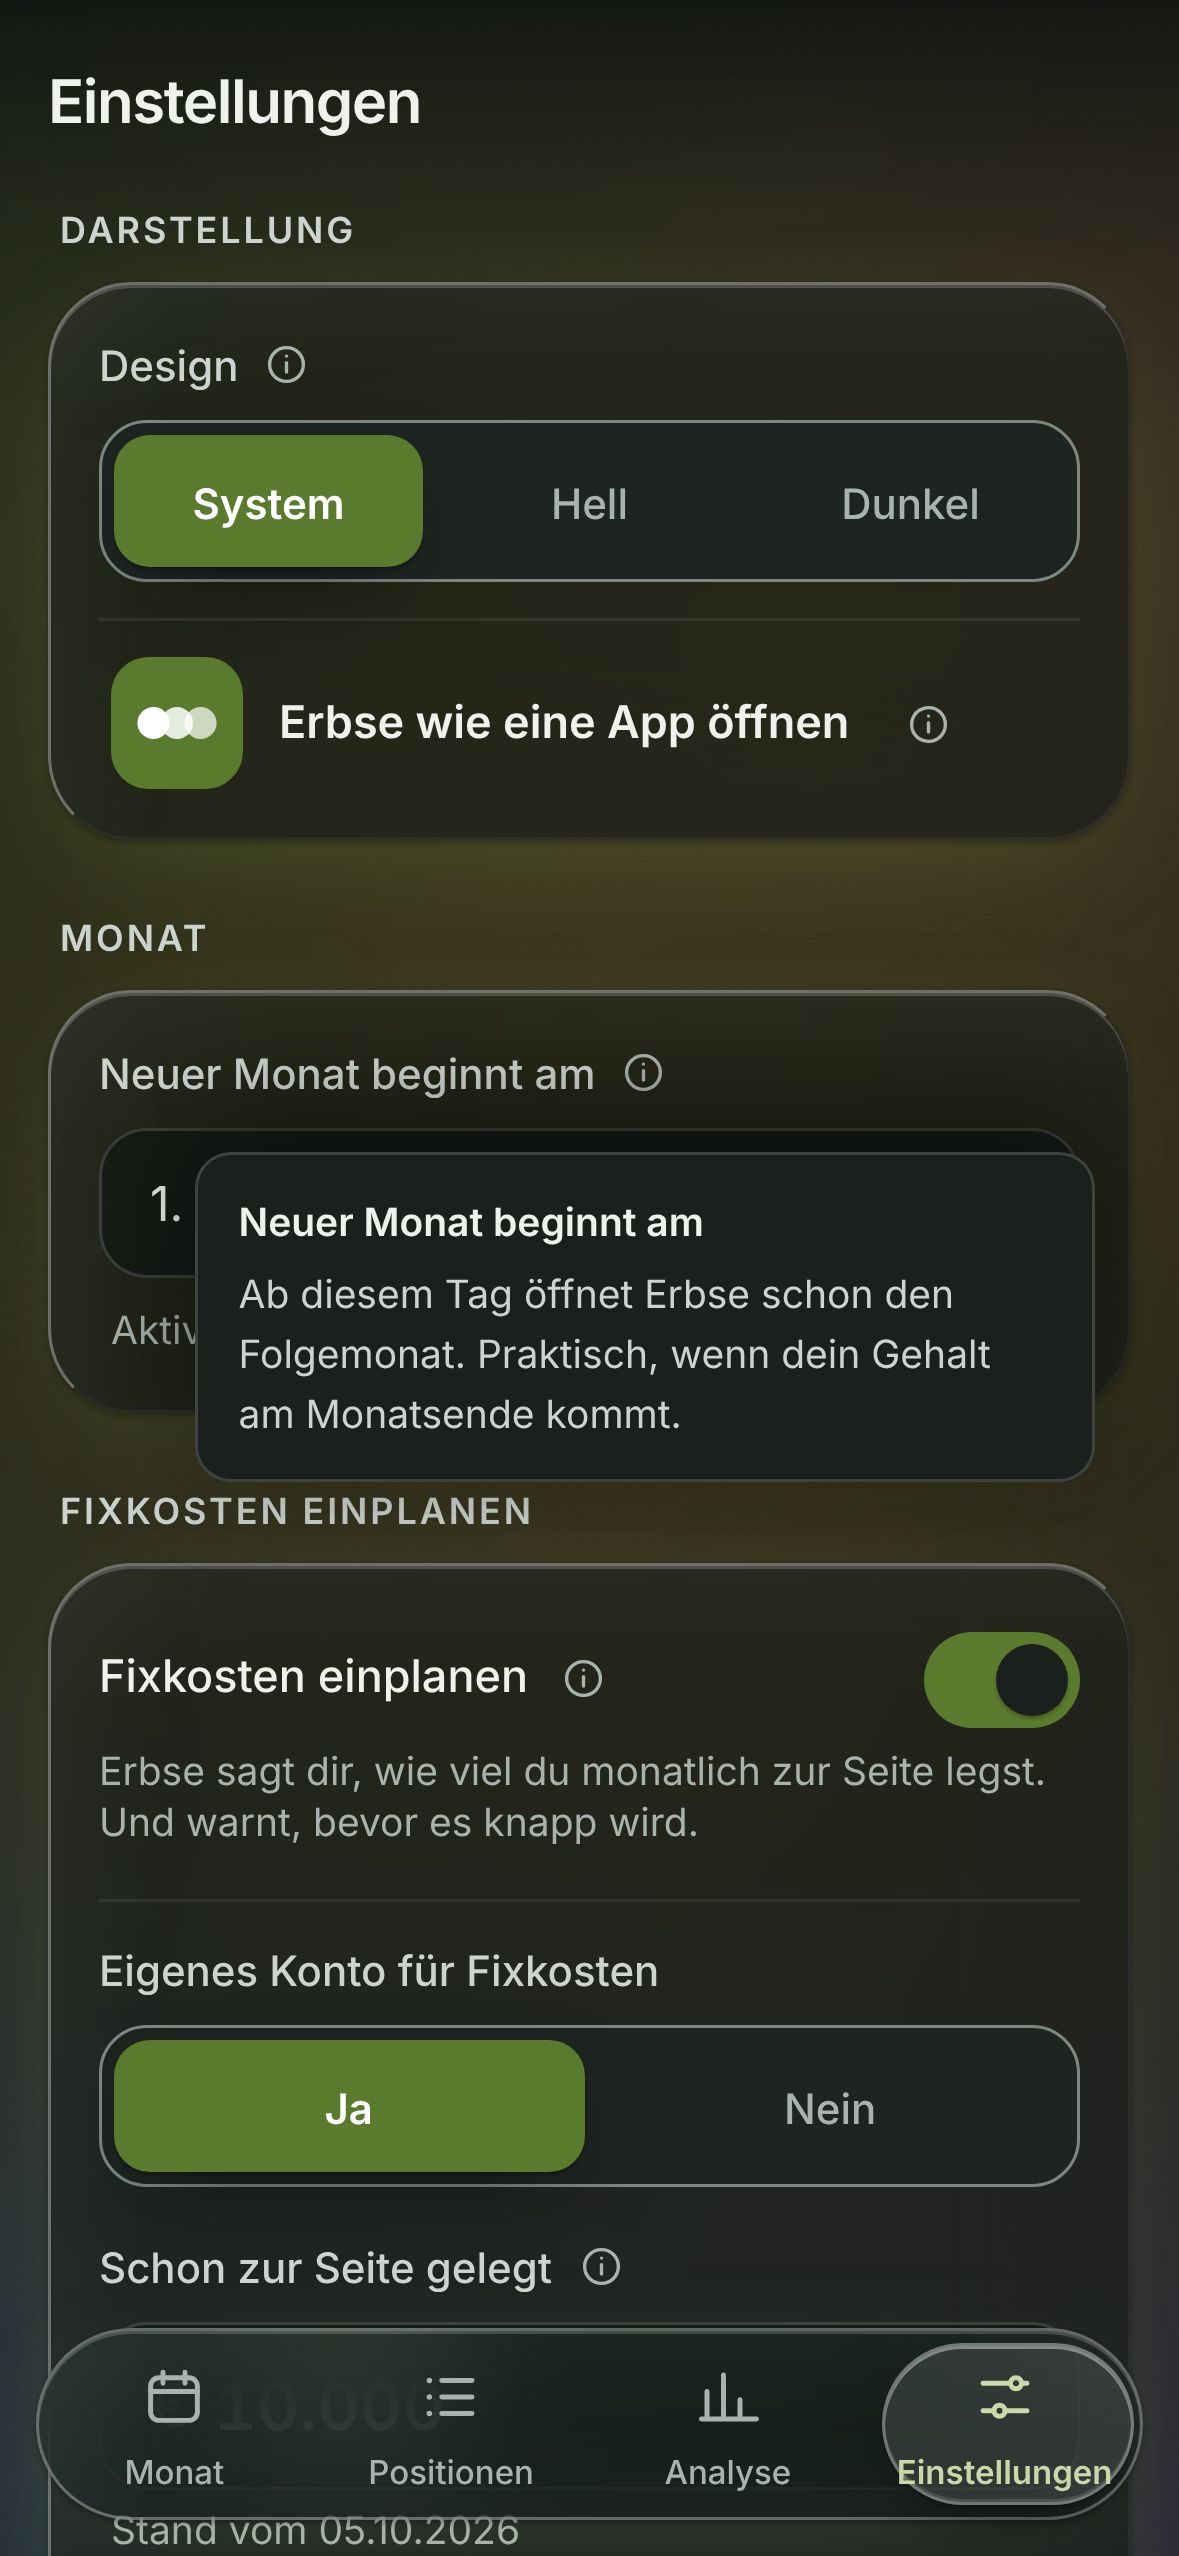 Einstellungen
DARSTELLUNG
Design
System Hell Dunkel
Erbse wie eine App öffnen
MONAT
Neuer Monat beginnt am
1.
Neuer Monat beginnt am
Ab diesem Tag öffnet Erbse schon den
Folgemonat. Praktisch, wenn dein Gehalt
am Monatsende kommt.
FIXKOSTEN EINPLANEN
Fixkosten einplanen
Erbse sagt dir, wie viel du monatlich zur Seite legst.
Und warnt, bevor es knapp wird.
Eigenes Konto für Fixkosten
Ja Nein
Schon zur Seite gelegt
10.000
Monat Positionen Analyse Einstellungen
Stand vom 05.10.2026